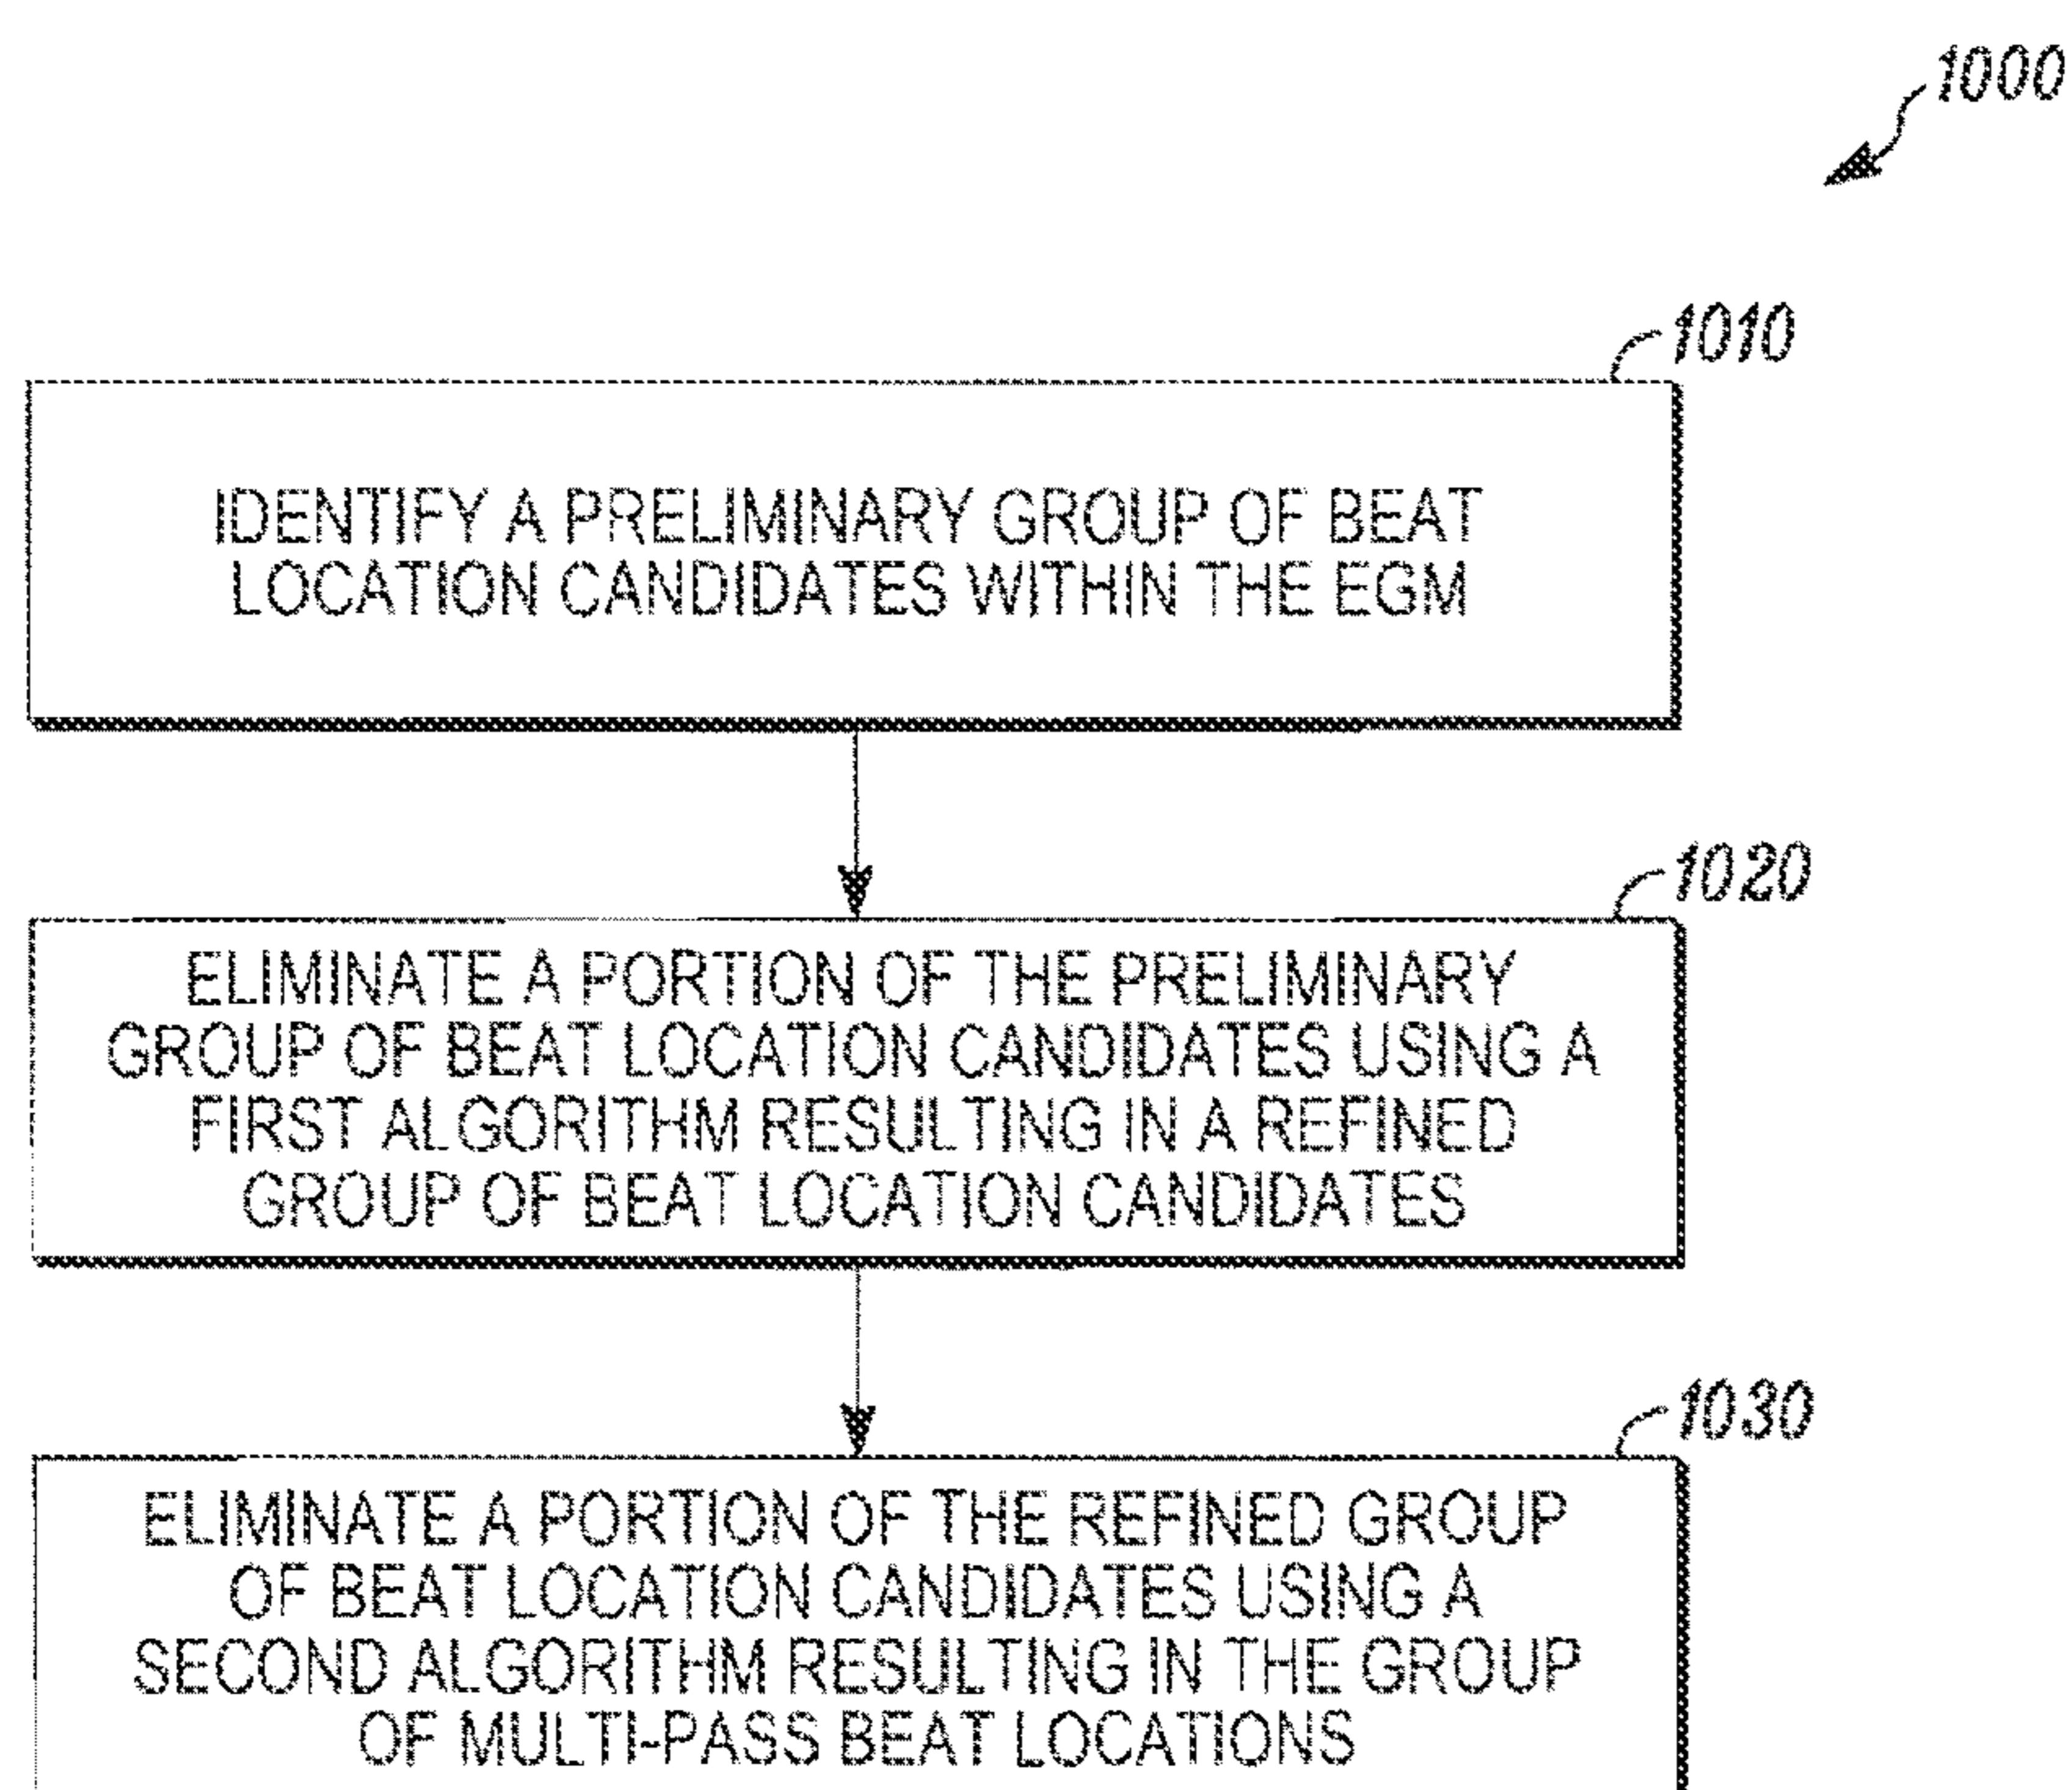 1000
1010
IDENTIFY A PRELIMINARY GROUP OF BEAT
LOCATION CANDIDATES WITHIN THE EGM
1020
ELIMINATE A PORTION OF THE PRELIMINARY
GROUP OF BEAT LOCATION CANDIDATES USING A
FIRST ALGORITHM RESULTING IN A REFINED
GROUP OF BEAT LOCATION CANDIDATES
1030
ELIMINATE A PORTION OF THE REFINED GROUP
OF BEAT LOCATION CANDIDATES USING A
SECOND ALGORITHM RESULTING IN THE GROUP
OF MULTI-PASS BEAT LOCATIONS